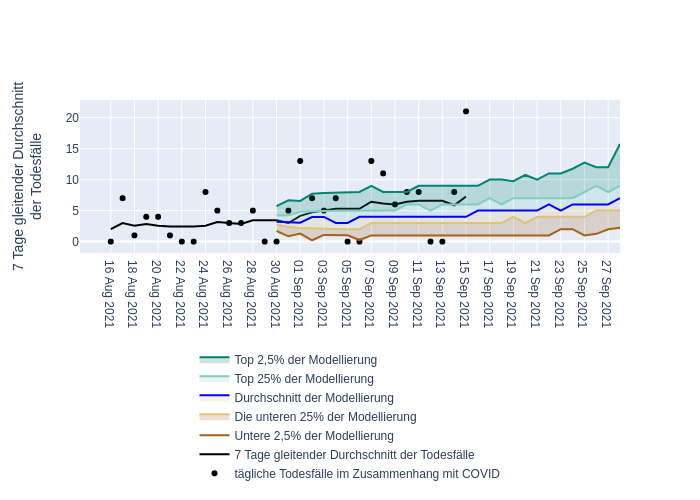 7 Tage gleitender Durchschnitt
der Todesfälle
20
15
10
5
0
16 Aug 2021
18 Aug 2021
20 Aug 2021
22 Aug 2021
24 Aug 2021
26 Aug 2021
28 Aug 2021
30 Aug 2021
01 Sep 2021
03 Sep 2021
05 Sep 2021
07 Sep 2021
09 Sep 2021
11 Sep 2021
13 Sep 2021
15 Sep 2021
17 Sep 2021
19 Sep 2021
21 Sep 2021
23 Sep 2021
25 Sep 2021
27 Sep 2021
Top 2,5% der Modellierung
Top 25% der Modellierung
Durchschnitt der Modellierung
Die unteren 25% der Modellierung
Untere 2,5% der Modellierung
7 Tage gleitender Durchschnitt der Todesfälle
tägliche Todesfälle im Zusammenhang mit COVID